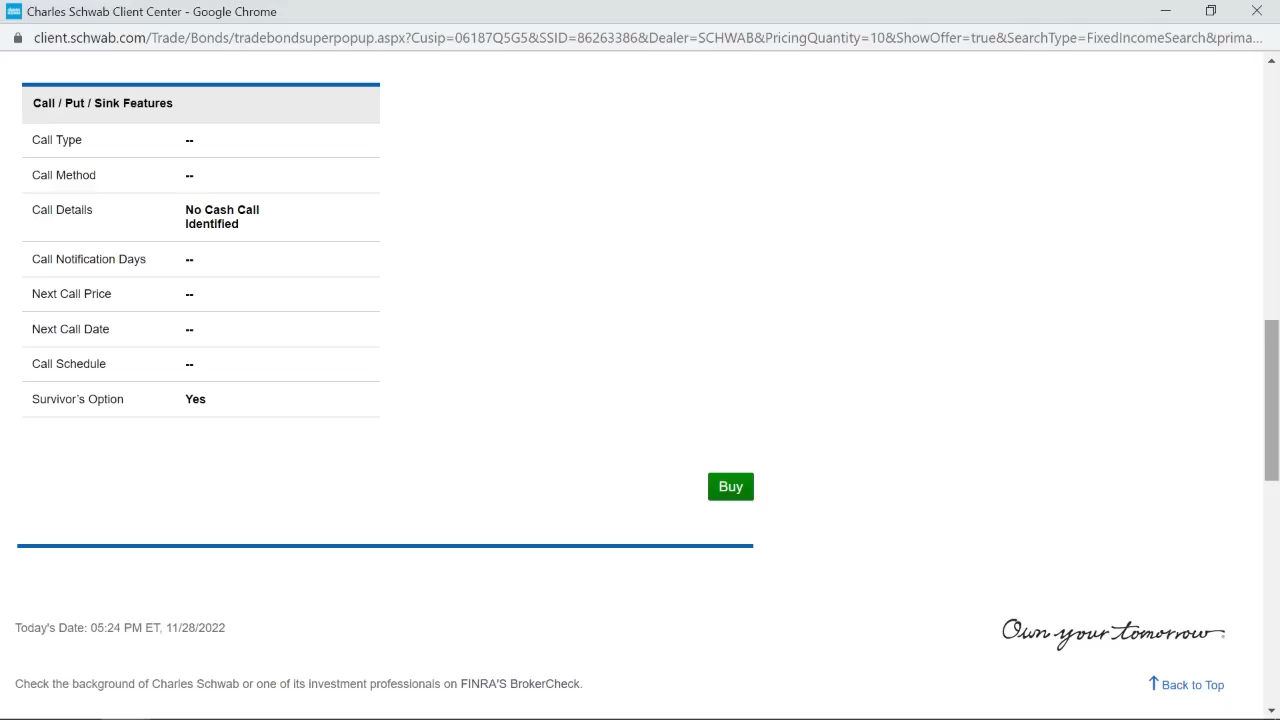 Charles Schwab Client Center - Google Chrome
client.schwab.com/Trade/Bonds/tradebondsuperpopup.aspx?Cusip=06187Q5G5&SSID=86263386&Dealer=SCHWAB&PricingQuantity=10&ShowOffer=true&SearchType=FixedIncomeSearch&prima...
Call / Put / Sink Features
Call Type --
Call Method --
Call Details No Cash Call
Identified
Call Notification Days --
Next Call Price --
Next Call Date --
Call Schedule --
Survivor's Option Yes
Buy
Today's Date: 05:24 PM ET, 11/28/2022
Own your tomorrow.
Check the background of Charles Schwab or one of its investment professionals on FINRA'S BrokerCheck.
Back to Top